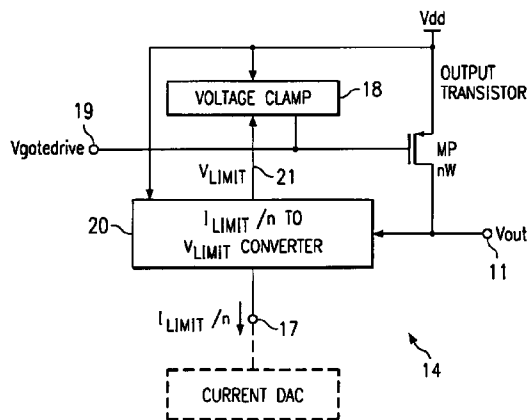 Vdd
OUTPUT
TRANSISTOR
VOLTAGE CLAMP
18
19
Vgatedrive
MP
nW
VLIMIT
21
20
ILIMIT/n TO
VLIMIT CONVERTER
Vout
11
ILIMIT/n
17
14
CURRENT DAC